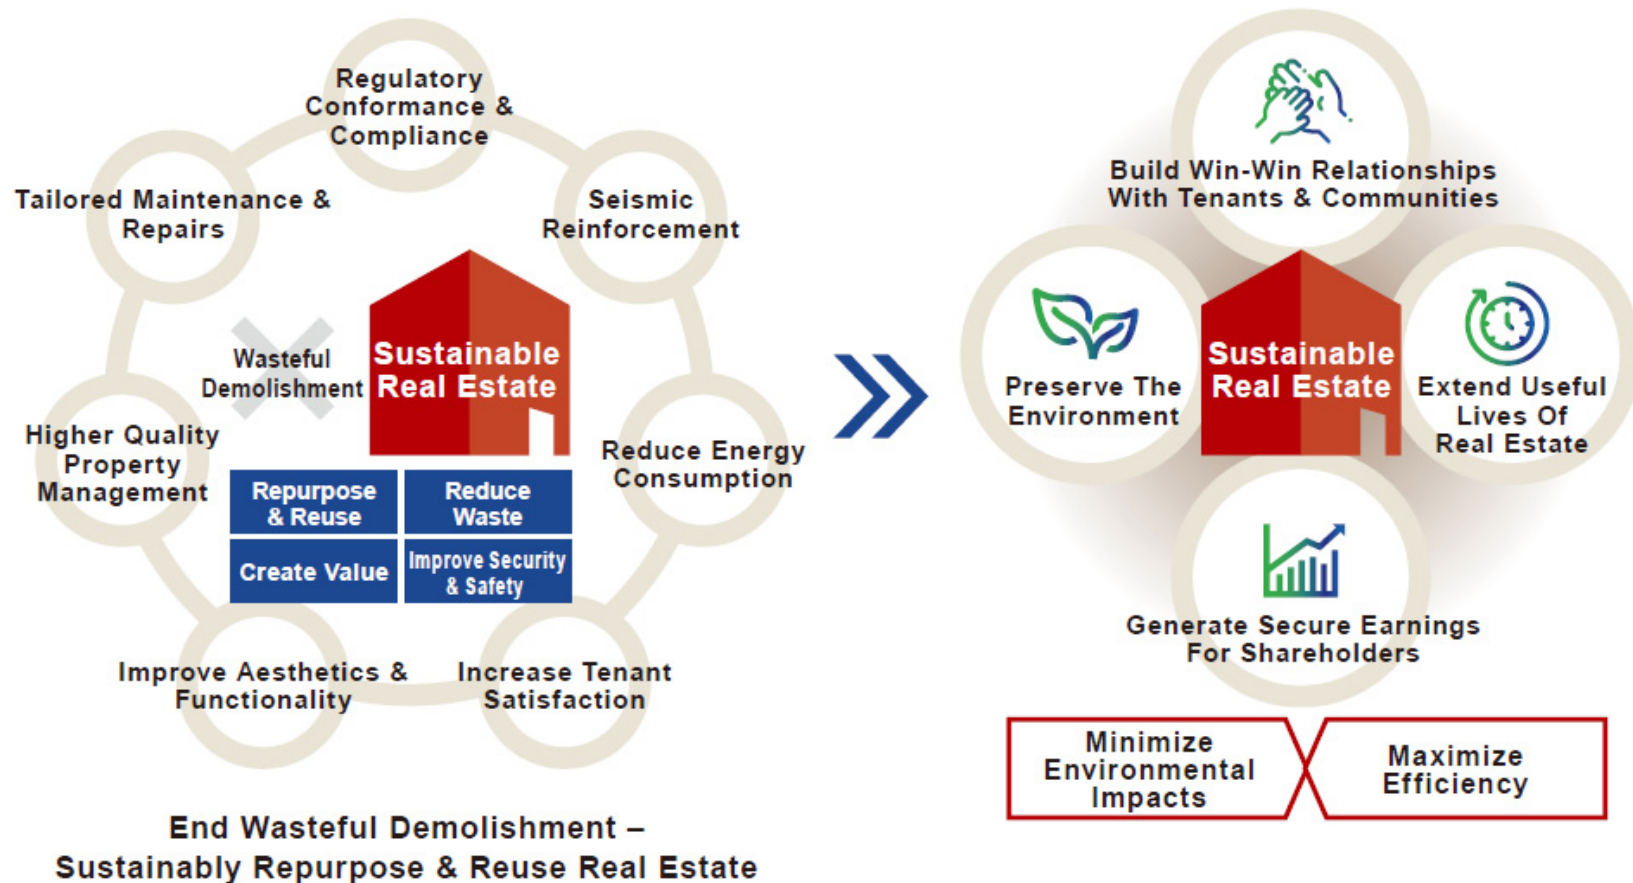 Regulatory
Conformance &
Compliance
Tailored Maintenance &
Repairs
Seismic
Reinforcement
Wasteful
Demolishment
Sustainable
Real Estate
Higher Quality
Property
Management
Reduce Energy
Consumption
Repurpose
& Reuse
Reduce
Waste
Create Value
Improve Security
& Safety
Improve Aesthetics &
Functionality
Increase Tenant
Satisfaction
End Wasteful Demolishment –
Sustainably Repurpose & Reuse Real Estate
Build Win-Win Relationships
With Tenants & Communities
Preserve The
Environment
Sustainable
Real Estate
Extend Useful
Lives Of
Real Estate
Generate Secure Earnings
For Shareholders
Minimize
Environmental
Impacts
Maximize
Efficiency